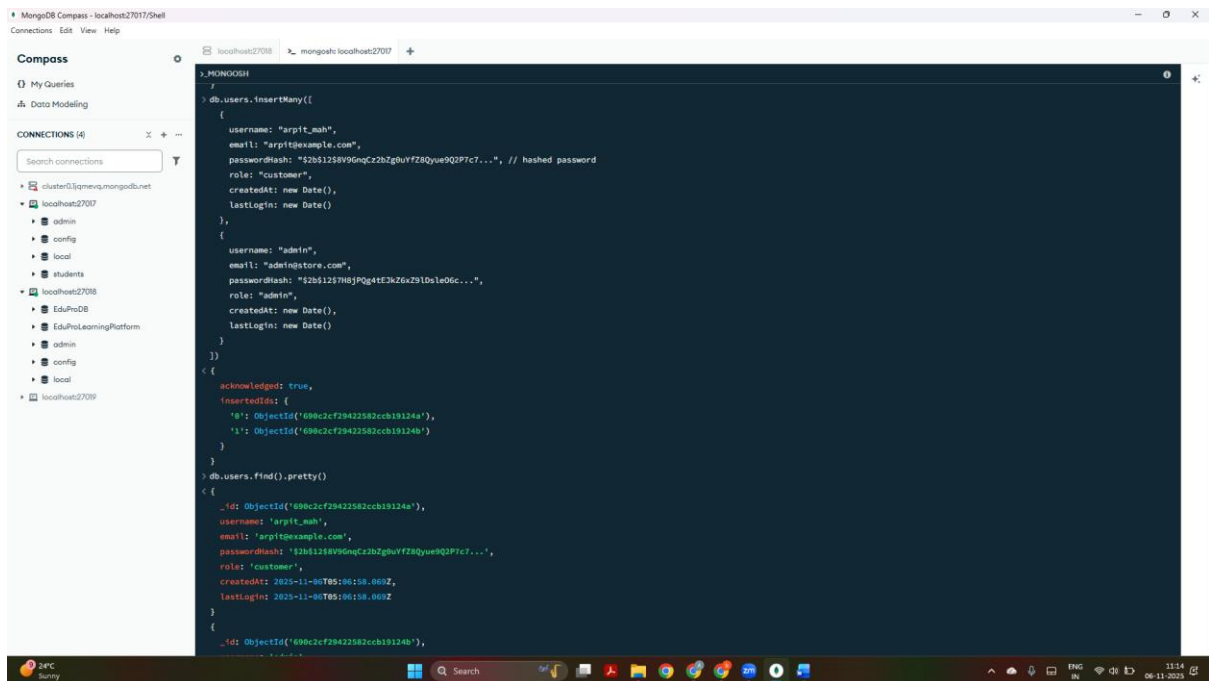 MongoDB Compass - localhost:27017/Shell
Connections Edit View Help
Compass
My Queries
Data Modeling
CONNECTIONS (4)
Search connections
cluster0.1jqmevq.mongodb.net
localhost:27017
admin
config
local
students
localhost:27018
EduProDB
EduProLearningPlatform
admin
config
local
localhost:27019
localhost:27018
>_ mongosh: localhost:27017 +
>_MONGOSH
}
> db.users.insertMany([
{
username: "arpit_mah",
email: "arpit@example.com",
passwordHash: "$2b$12$8V9GnqCz2bZg0uYfZ8Qyue9Q2P7c7...", // hashed password
role: "customer",
createdAt: new Date(),
lastLogin: new Date()
},
{
username: "admin",
email: "admin@store.com",
passwordHash: "$2b$12$7H8jPQg4tEJkZ6xZ9lDsleO6c...",
role: "admin",
createdAt: new Date(),
lastLogin: new Date()
}
])
< {
acknowledged: true,
insertedIds: {
'0': ObjectId('690c2cf29422582ccb19124a'),
'1': ObjectId('690c2cf29422582ccb19124b')
}
}
> db.users.find().pretty()
< {
_id: ObjectId('690c2cf29422582ccb19124a'),
username: 'arpit_mah',
email: 'arpit@example.com',
passwordHash: '$2b$12$8V9GnqCz2bZg0uYfZ8Qyue9Q2P7c7...',
role: 'customer',
createdAt: 2025-11-06T05:06:58.069Z,
lastLogin: 2025-11-06T05:06:58.069Z
}
{
_id: ObjectId('690c2cf29422582ccb19124b'),
24°C
Sunny
Search
zm
ENG
IN
11:14
06-11-2025